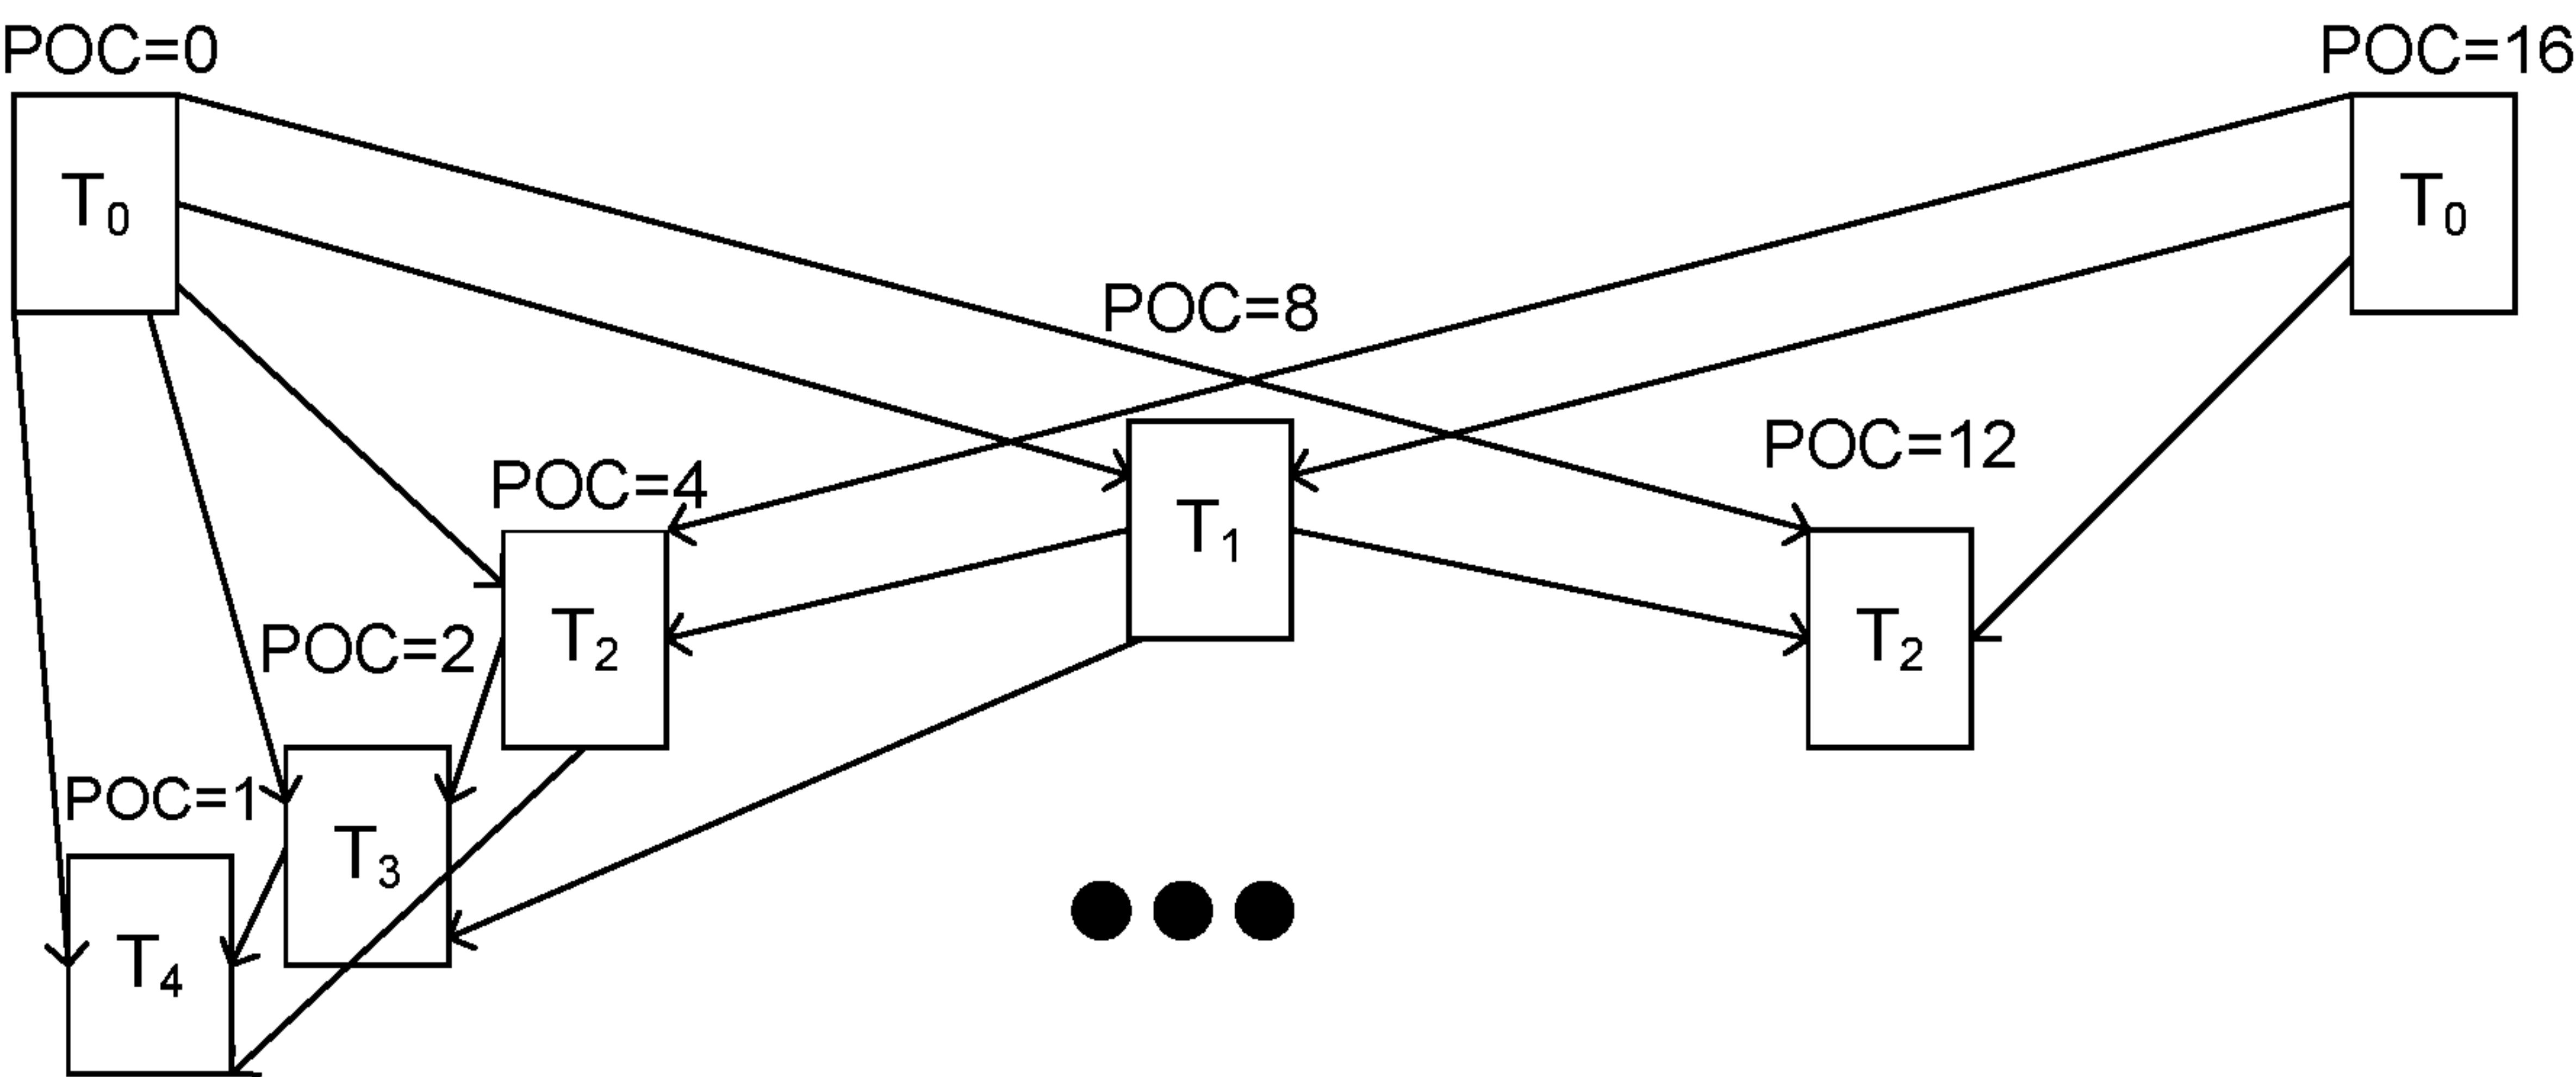 POC=0
POC=16
T0
T0
POC=8
POC=12
POC=4
T1
T2
T2
POC=2
POC=1
T3
T4